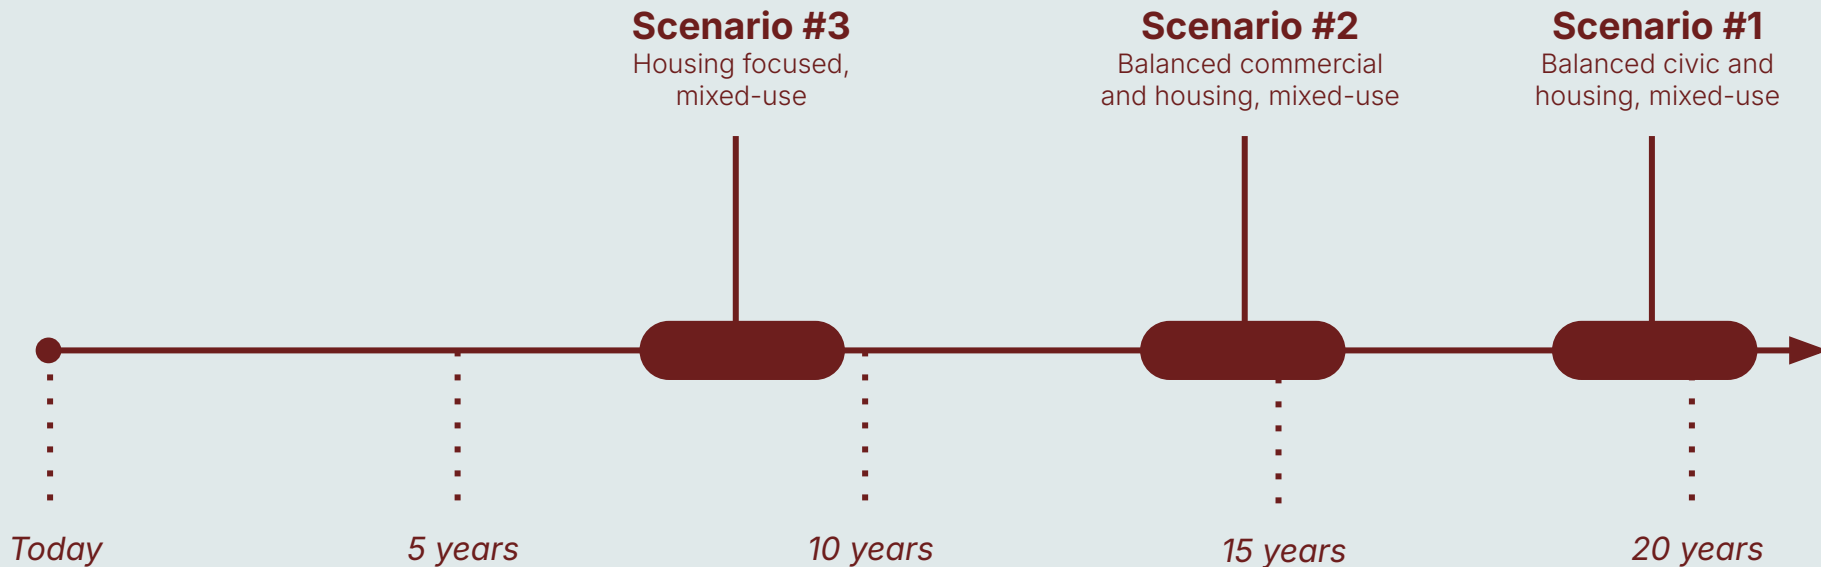 Scenario #3
Housing focused,
mixed-use
Scenario #2
Balanced commercial
and housing, mixed-use
Scenario #1
Balanced civic and
housing, mixed-use
Today
5 years
10 years
15 years
20 years